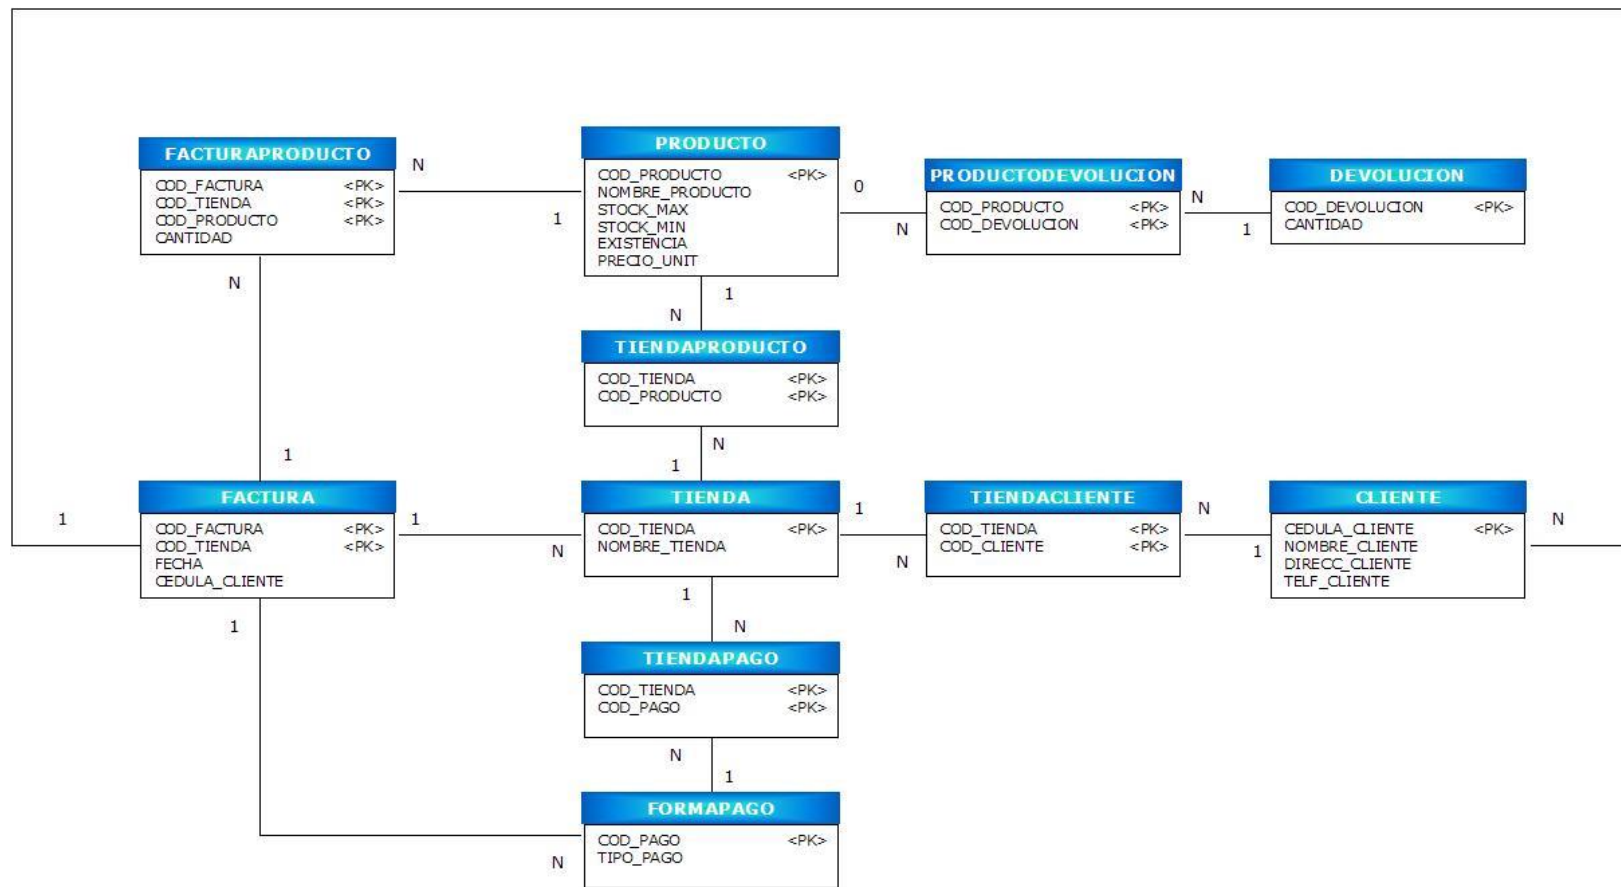 FACTURAPRODUCTO
COD_FACTURA <PK>
COD_TIENDA <PK>
COD_PRODUCTO <PK>
CANTIDAD
N
1
PRODUCTO
COD_PRODUCTO <PK>
NOMBRE_PRODUCTO
STOCK_MAX
STOCK_MIN
EXISTENCIA
PRECIO_UNIT
0
N
PRODUCTODEVOLUCION
COD_PRODUCTO <PK>
COD_DEVOLUCION <PK>
N
1
DEVOLUCION
COD_DEVOLUCION <PK>
CANTIDAD
N
1
1
N
TIENDAPRODUCTO
COD_TIENDA <PK>
COD_PRODUCTO <PK>
N
1
1
FACTURA
COD_FACTURA <PK>
COD_TIENDA <PK>
FECHA
CEDULA_CLIENTE
1
N
TIENDA
COD_TIENDA <PK>
NOMBRE_TIENDA
1
N
TIENDACLIENTE
COD_TIENDA <PK>
COD_CLIENTE <PK>
N
1
CLIENTE
CEDULA_CLIENTE <PK>
NOMBRE_CLIENTE
DIRECC_CLIENTE
TELF_CLIENTE
N
1
1
N
TIENDAPAGO
COD_TIENDA <PK>
COD_PAGO <PK>
N
1
FORMAPAGO
COD_PAGO <PK>
TIPO_PAGO
N